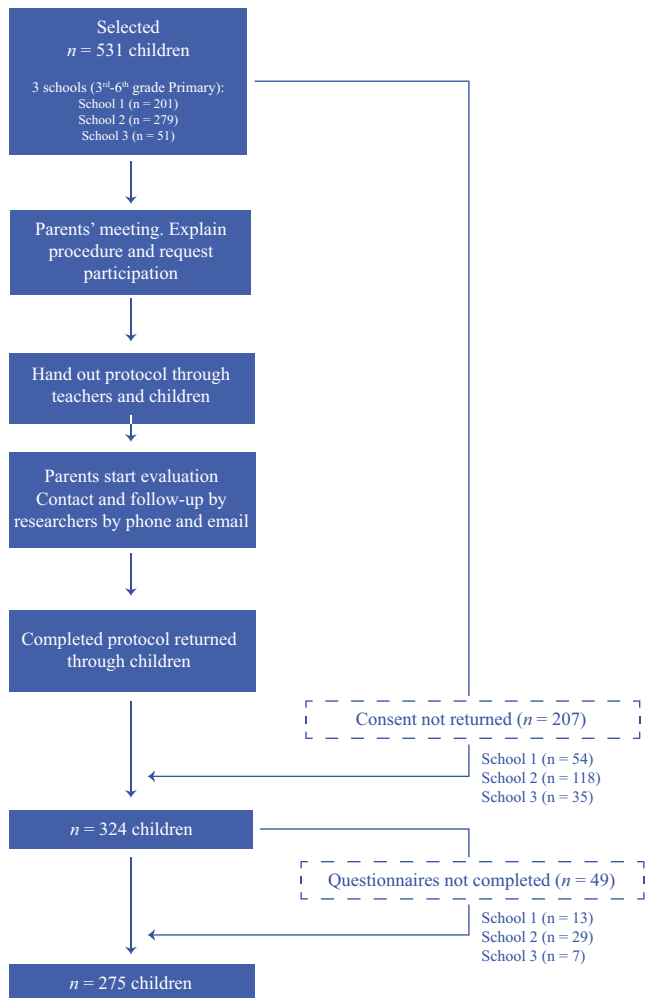 Selected
n = 531 children
3 schools (3rd-6th grade Primary):
School 1 (n = 201)
School 2 (n = 279)
School 3 (n = 51)
Parents’ meeting. Explain
procedure and request
participation
Hand out protocol through
teachers and children
Parents start evaluation
Contact and follow-up by
researchers by phone and email
Completed protocol returned
through children
Consent not returned (n = 207)
School 1 (n = 54)
School 2 (n = 118)
School 3 (n = 35)
n = 324 children
Questionnaires not completed (n = 49)
School 1 (n = 13)
School 2 (n = 29)
School 3 (n = 7)
n = 275 children